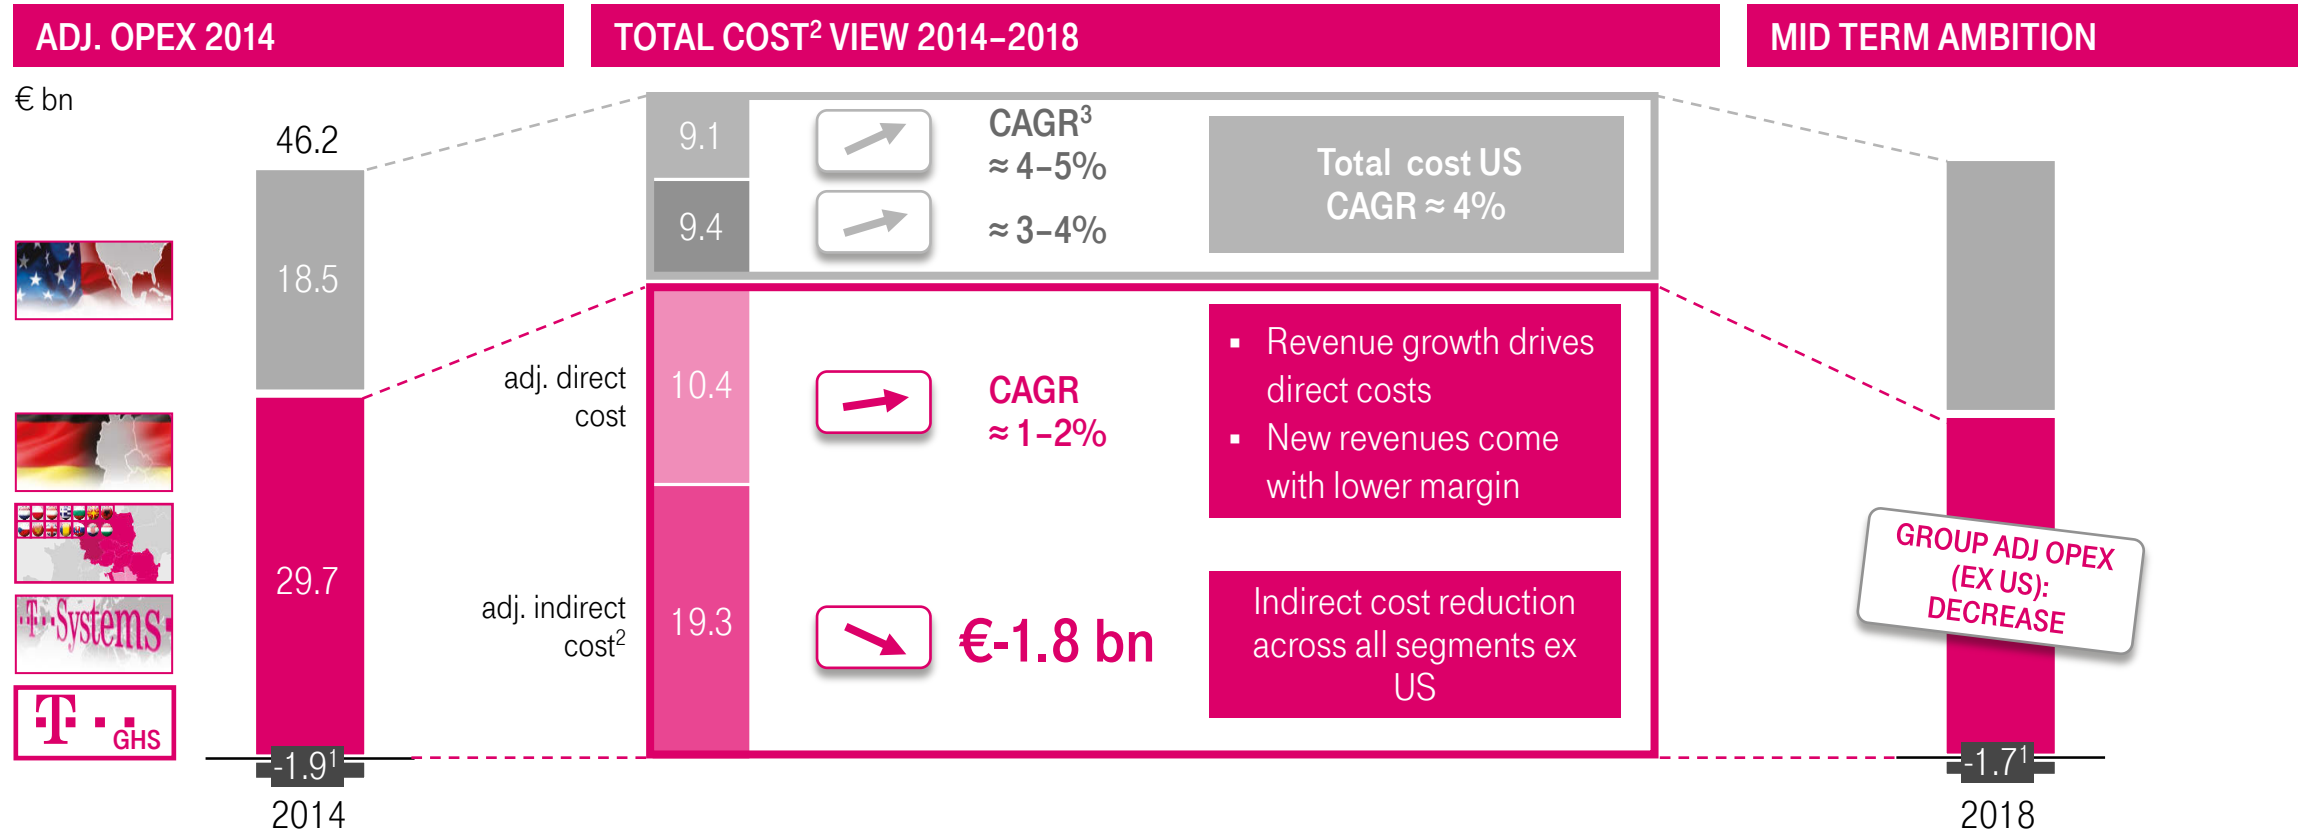 ADJ. OPEX 2014
TOTAL COST² VIEW 2014–2018
MID TERM AMBITION
€ bn
46.2
18.5
29.7
-1.9¹
2014
·T··Systems·
T··
GHS
adj. direct
cost
adj. indirect
cost²
9.1
9.4
10.4
19.3
CAGR³
≈ 4–5%
≈ 3–4%
Total cost US
CAGR ≈ 4%
CAGR
≈ 1–2%
▪ Revenue growth drives
direct costs
▪ New revenues come
with lower margin
€-1.8 bn
Indirect cost reduction
across all segments ex
US
GROUP ADJ OPEX
(EX US):
DECREASE
-1.7¹
2018